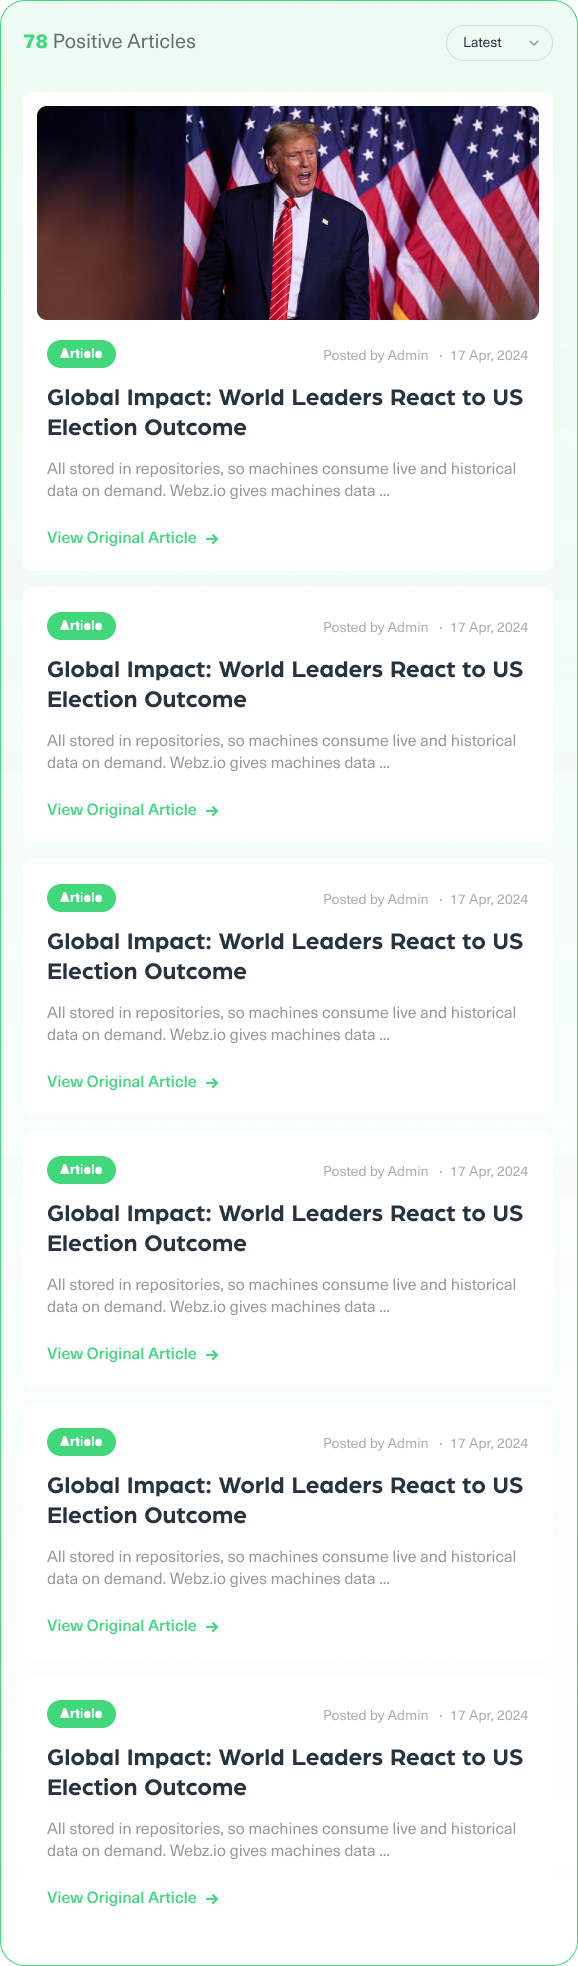 78 Positive Articles
Latest
Article
Posted by Admin · 17 Apr, 2024
Global Impact: World Leaders React to US
Election Outcome
All stored in repositories, so machines consume live and historical
data on demand. Webz.io gives machines data ...
View Original Article →
Article
Posted by Admin · 17 Apr, 2024
Global Impact: World Leaders React to US
Election Outcome
All stored in repositories, so machines consume live and historical
data on demand. Webz.io gives machines data ...
View Original Article →
Article
Posted by Admin · 17 Apr, 2024
Global Impact: World Leaders React to US
Election Outcome
All stored in repositories, so machines consume live and historical
data on demand. Webz.io gives machines data ...
View Original Article →
Article
Posted by Admin · 17 Apr, 2024
Global Impact: World Leaders React to US
Election Outcome
All stored in repositories, so machines consume live and historical
data on demand. Webz.io gives machines data ...
View Original Article →
Article
Posted by Admin · 17 Apr, 2024
Global Impact: World Leaders React to US
Election Outcome
All stored in repositories, so machines consume live and historical
data on demand. Webz.io gives machines data ...
View Original Article →
Article
Posted by Admin · 17 Apr, 2024
Global Impact: World Leaders React to US
Election Outcome
All stored in repositories, so machines consume live and historical
data on demand. Webz.io gives machines data ...
View Original Article →